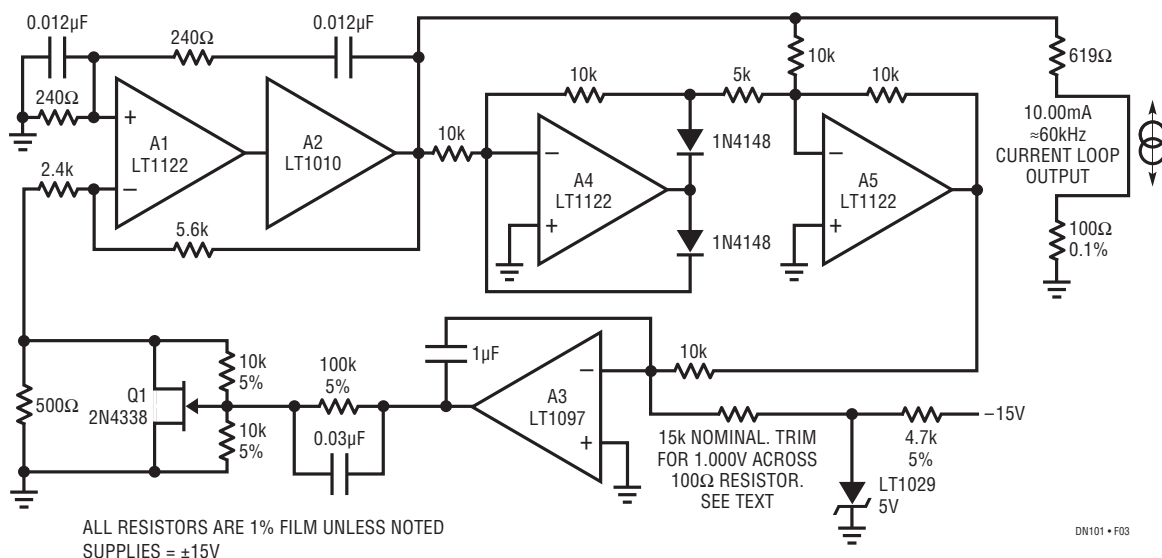 0.012µF
240Ω
0.012µF
240Ω
+
A1
LT1122
A2
LT1010
–
2.4k
5.6k
10k
10k
5k
10k
10k
–
A4
LT1122
+
1N4148
1N4148
–
A5
LT1122
+
619Ω
10.00mA
≈60kHz
CURRENT LOOP
OUTPUT
100Ω
0.1%
500Ω
Q1
2N4338
10k
5%
10k
5%
100k
5%
0.03µF
1µF
–
A3
LT1097
+
10k
15k NOMINAL. TRIM
FOR 1.000V ACROSS
100Ω RESISTOR.
SEE TEXT
–15V
4.7k
5%
LT1029
5V
ALL RESISTORS ARE 1% FILM UNLESS NOTED
SUPPLIES = ±15V
DN101 • F03